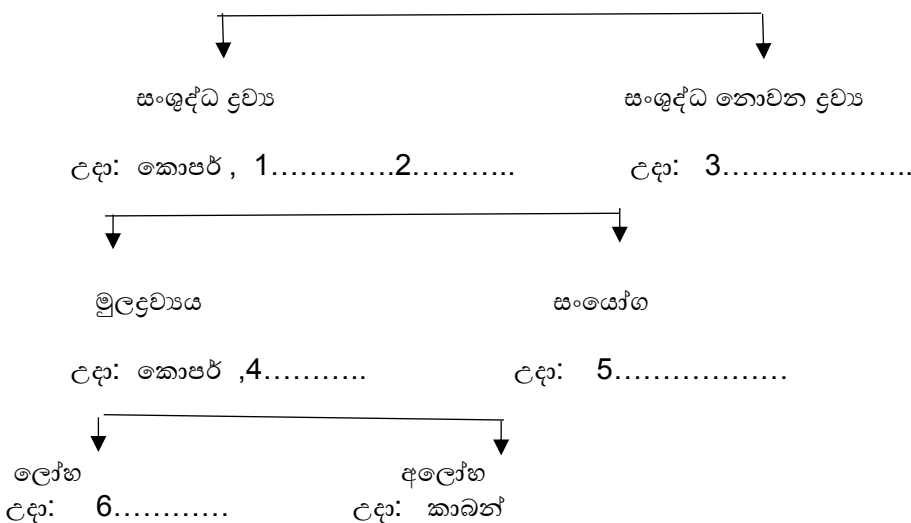 සංශුද්ධ ද්‍රව්‍ය සංශුද්ධ නොවන ද්‍රව්‍ය
උදා: කොපර් , 1.............2........... උදා: 3....................
මුලද්‍රව්‍යය සංයෝග
උදා: කොපර් ,4........... උදා: 5..................
ලෝහ අලෝහ
උදා: 6............ උදා: කාබන්